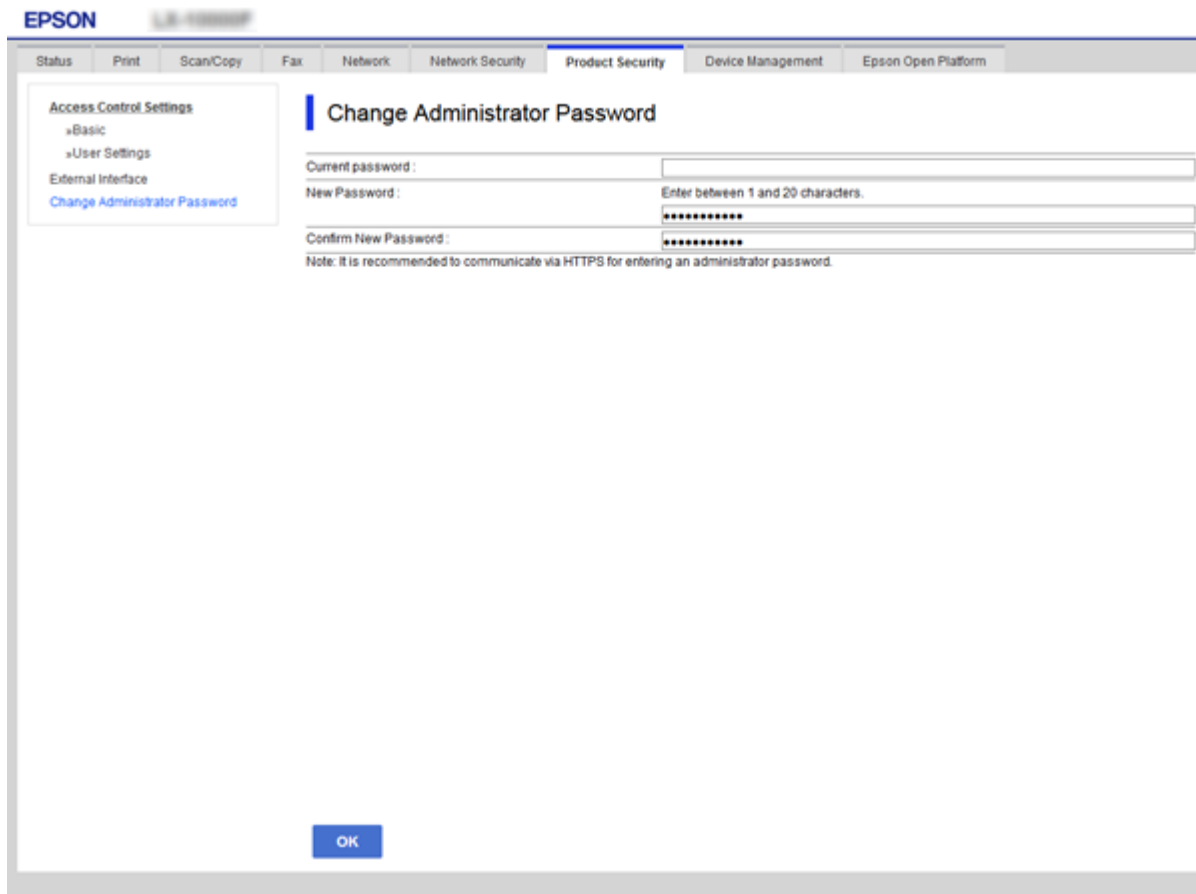 EPSON
Status Print Scan/Copy Fax Network Network Security Product Security Device Management Epson Open Platform
Access Control Settings
»Basic
»User Settings
External Interface
Change Administrator Password
Change Administrator Password
Current password :
New Password : Enter between 1 and 20 characters.
•••••••••••
Confirm New Password : •••••••••••
Note: It is recommended to communicate via HTTPS for entering an administrator password.
OK